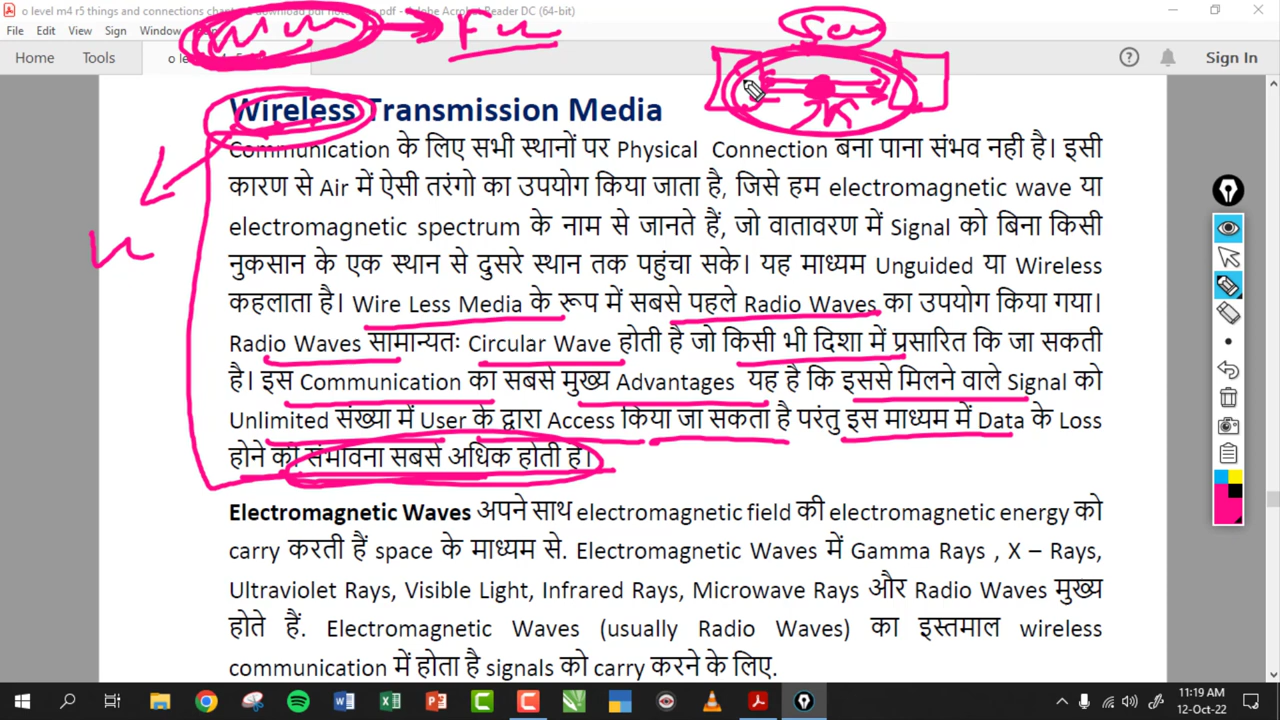 o level m4 r5 things and connections chapt
download pdf no
.pdf - Adobe Acrobat Reader DC (64-bit)
File Edit View Sign Window
Home Tools
o le
Sign In
Wireless Transmission Media
Communication के लिए सभी स्थानों पर Physical Connection बना पाना संभव नही है। इसी
कारण से Air में ऐसी तरंगो का उपयोग किया जाता है, जिसे हम electromagnetic wave या
electromagnetic spectrum के नाम से जानते हैं, जो वातावरण में Signal को बिना किसी
नुकसान के एक स्थान से दुसरे स्थान तक पहुंचा सके। यह माध्यम Unguided या Wireless
कहलाता है। Wire Less Media के रूप में सबसे पहले Radio Waves का उपयोग किया गया।
Radio Waves सामान्यतः Circular Wave होती है जो किसी भी दिशा में प्रसारित कि जा सकती
है। इस Communication का सबसे मुख्य Advantages यह है कि इससे मिलने वाले Signal को
Unlimited संख्या में User के द्वारा Access किया जा सकता है परंतु इस माध्यम में Data के Loss
होने की संभावना सबसे अधिक होती है।
Electromagnetic Waves अपने साथ electromagnetic field की electromagnetic energy को
carry करती हैं space के माध्यम से. Electromagnetic Waves में Gamma Rays , X – Rays,
Ultraviolet Rays, Visible Light, Infrared Rays, Microwave Rays और Radio Waves मुख्य
होते हैं. Electromagnetic Waves (usually Radio Waves) का इस्तमाल wireless
communication में होता है signals को carry करने के लिए.
11:19 AM
12-Oct-22